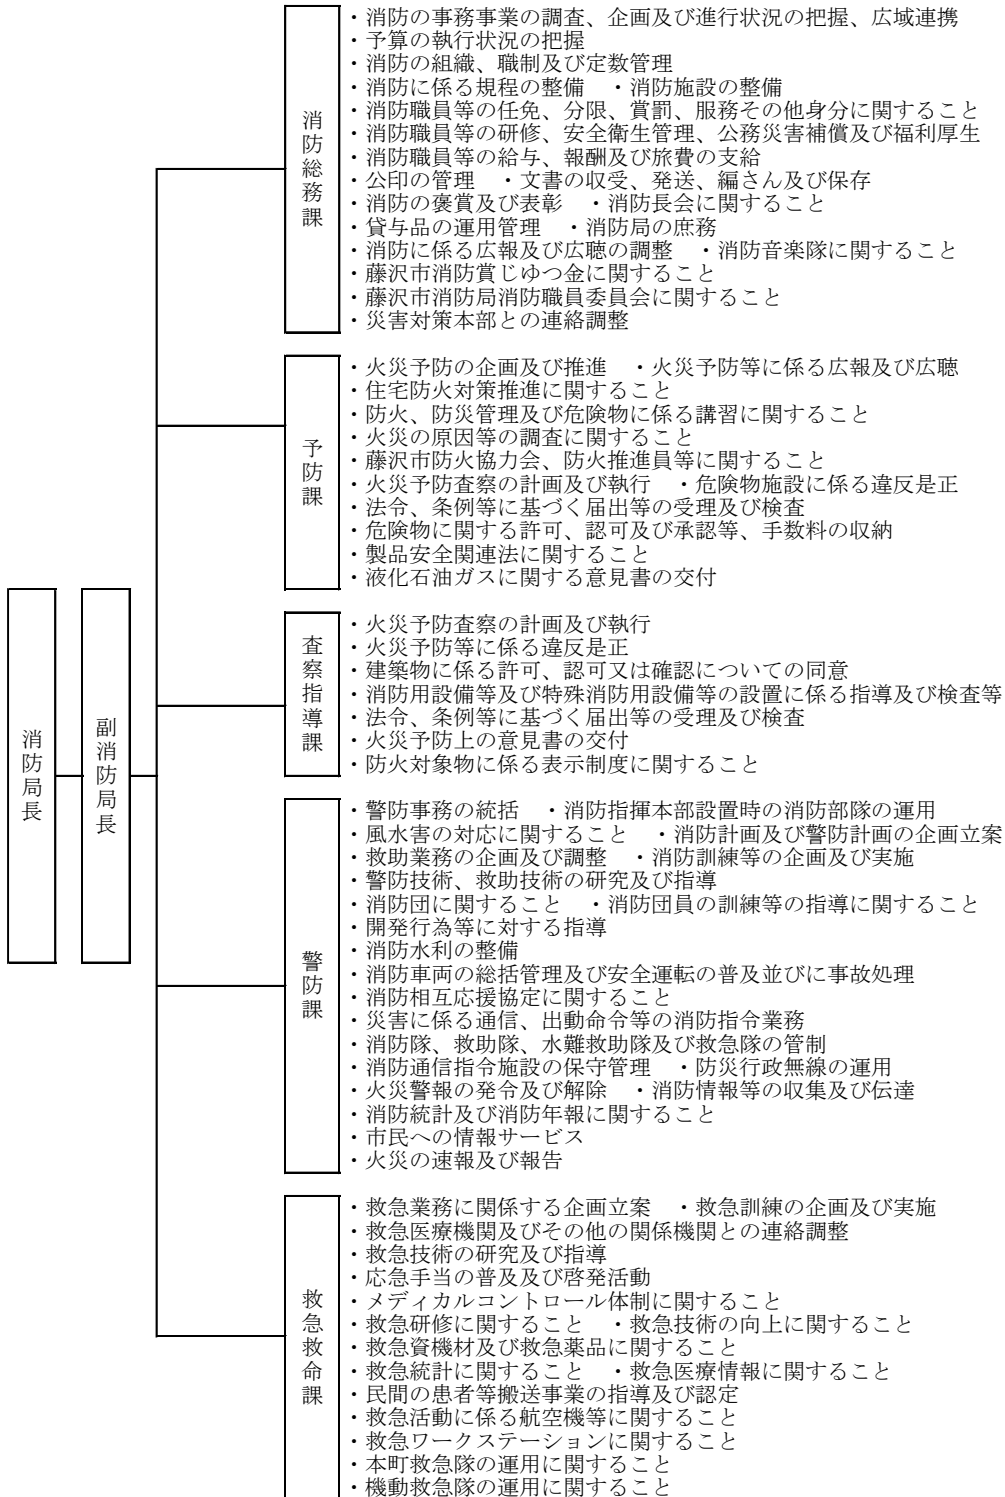 消防局長
副消防局長
消防総務課
・消防の事務事業の調査、企画及び進行状況の把握、広域連携
・予算の執行状況の把握
・消防の組織、職制及び定数管理
・消防に係る規程の整備　・消防施設の整備
・消防職員等の任免、分限、賞罰、服務その他身分に関すること
・消防職員等の研修、安全衛生管理、公務災害補償及び福利厚生
・消防職員等の給与、報酬及び旅費の支給
・公印の管理　・文書の収受、発送、編さん及び保存
・消防の褒賞及び表彰　・消防長会に関すること
・貸与品の運用管理　・消防局の庶務
・消防に係る広報及び広聴の調整　・消防音楽隊に関すること
・藤沢市消防賞じゆつ金に関すること
・藤沢市消防局消防職員委員会に関すること
・災害対策本部との連絡調整
予防課
・火災予防の企画及び推進　・火災予防等に係る広報及び広聴
・住宅防火対策推進に関すること
・防火、防災管理及び危険物に係る講習に関すること
・火災の原因等の調査に関すること
・藤沢市防火協力会、防火推進員等に関すること
・火災予防査察の計画及び執行　・危険物施設に係る違反是正
・法令、条例等に基づく届出等の受理及び検査
・危険物に関する許可、認可及び承認等、手数料の収納
・製品安全関連法に関すること
・液化石油ガスに関する意見書の交付
査察指導課
・火災予防査察の計画及び執行
・火災予防等に係る違反是正
・建築物に係る許可、認可又は確認についての同意
・消防用設備等及び特殊消防用設備等の設置に係る指導及び検査等
・法令、条例等に基づく届出等の受理及び検査
・火災予防上の意見書の交付
・防火対象物に係る表示制度に関すること
警防課
・警防事務の統括　・消防指揮本部設置時の消防部隊の運用
・風水害の対応に関すること　・消防計画及び警防計画の企画立案
・救助業務の企画及び調整　・消防訓練等の企画及び実施
・警防技術、救助技術の研究及び指導
・消防団に関すること　・消防団員の訓練等の指導に関すること
・開発行為等に対する指導
・消防水利の整備
・消防車両の総括管理及び安全運転の普及並びに事故処理
・消防相互応援協定に関すること
・災害に係る通信、出動命令等の消防指令業務
・消防隊、救助隊、水難救助隊及び救急隊の管制
・消防通信指令施設の保守管理　・防災行政無線の運用
・火災警報の発令及び解除　・消防情報等の収集及び伝達
・消防統計及び消防年報に関すること
・市民への情報サービス
・火災の速報及び報告
救急救命課
・救急業務に関係する企画立案　・救急訓練の企画及び実施
・救急医療機関及びその他の関係機関との連絡調整
・救急技術の研究及び指導
・応急手当の普及及び啓発活動
・メディカルコントロール体制に関すること
・救急研修に関すること　・救急技術の向上に関すること
・救急資機材及び救急薬品に関すること
・救急統計に関すること　・救急医療情報に関すること
・民間の患者等搬送事業の指導及び認定
・救急活動に係る航空機等に関すること
・救急ワークステーションに関すること
・本町救急隊の運用に関すること
・機動救急隊の運用に関すること